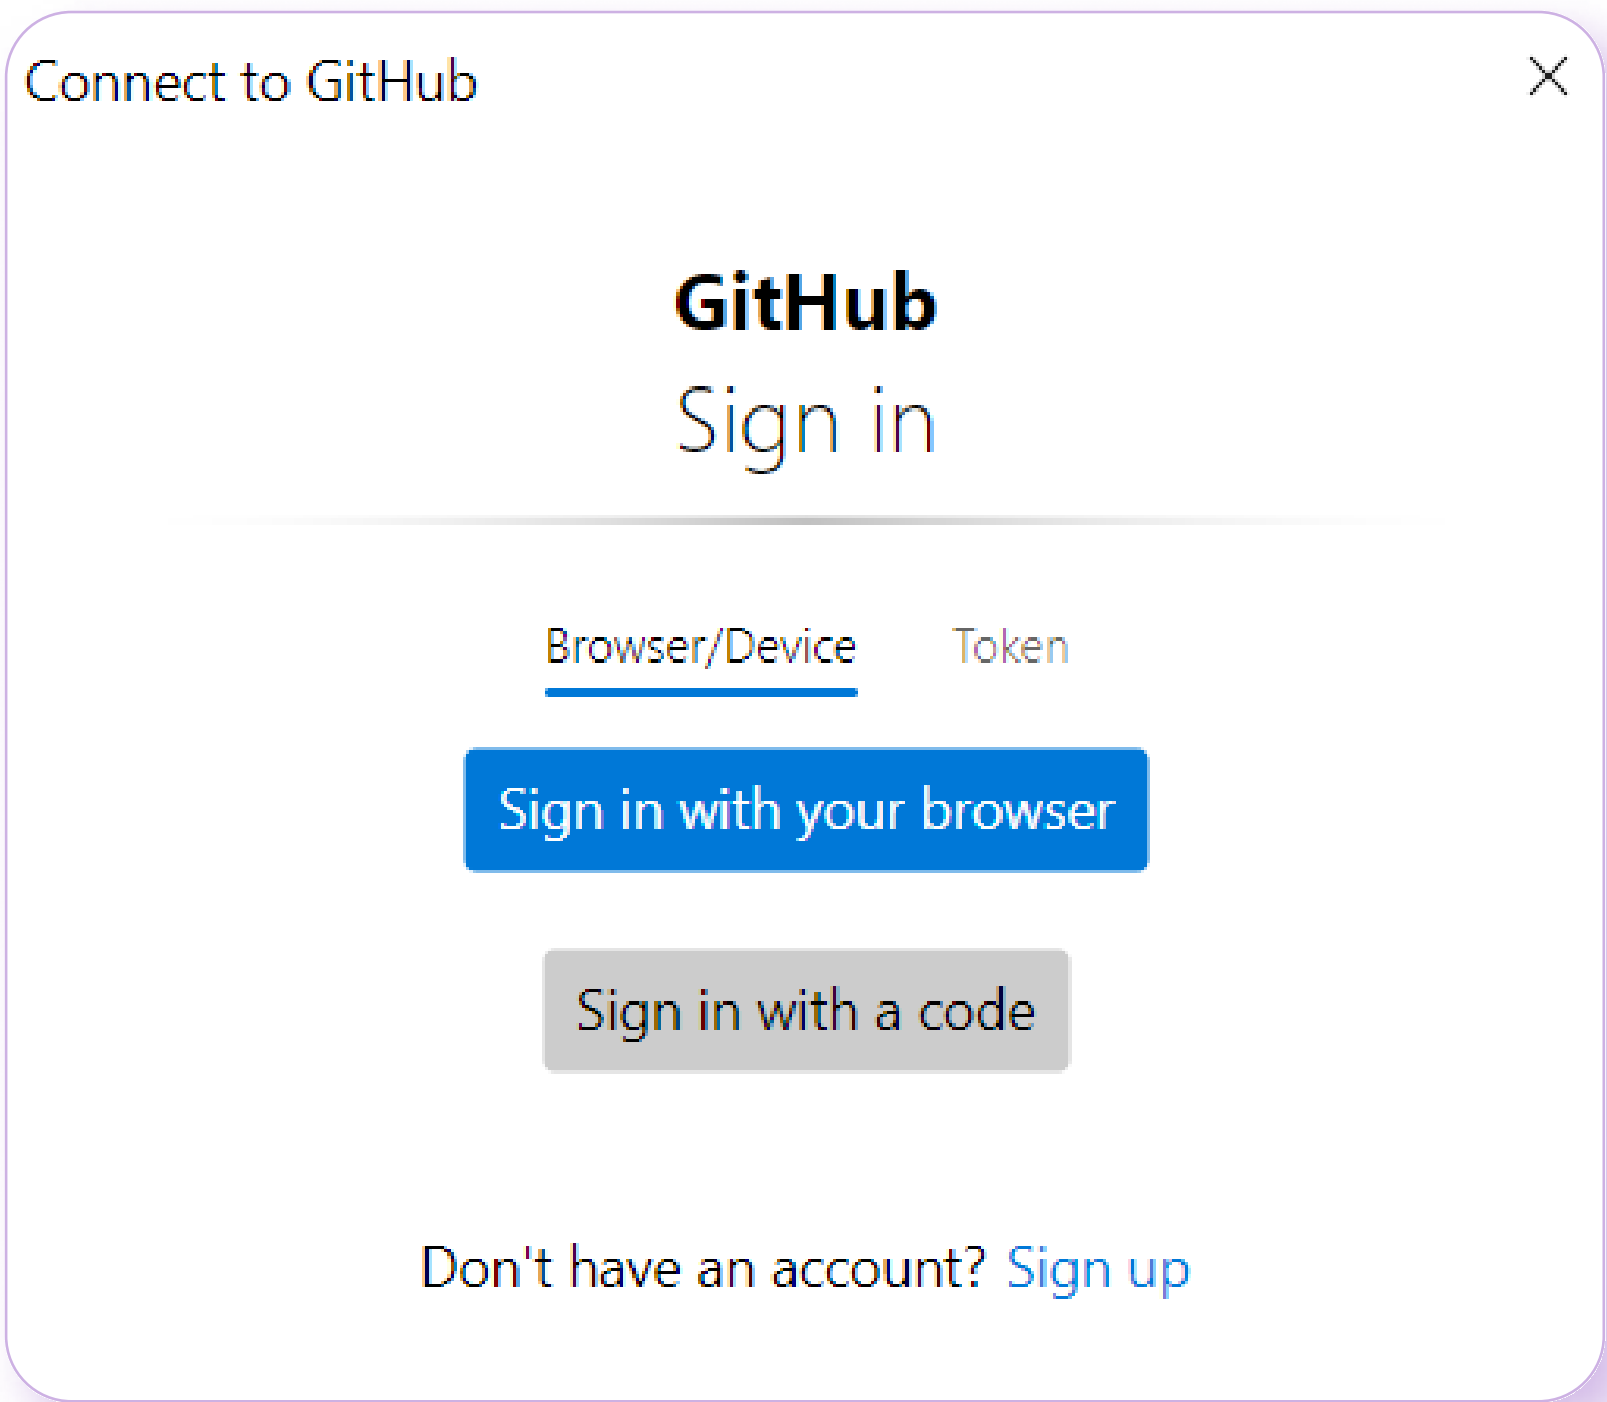 Connect to GitHub
GitHub
Sign in
Browser/Device Token
Sign in with your browser
Sign in with a code
Don't have an account? Sign up